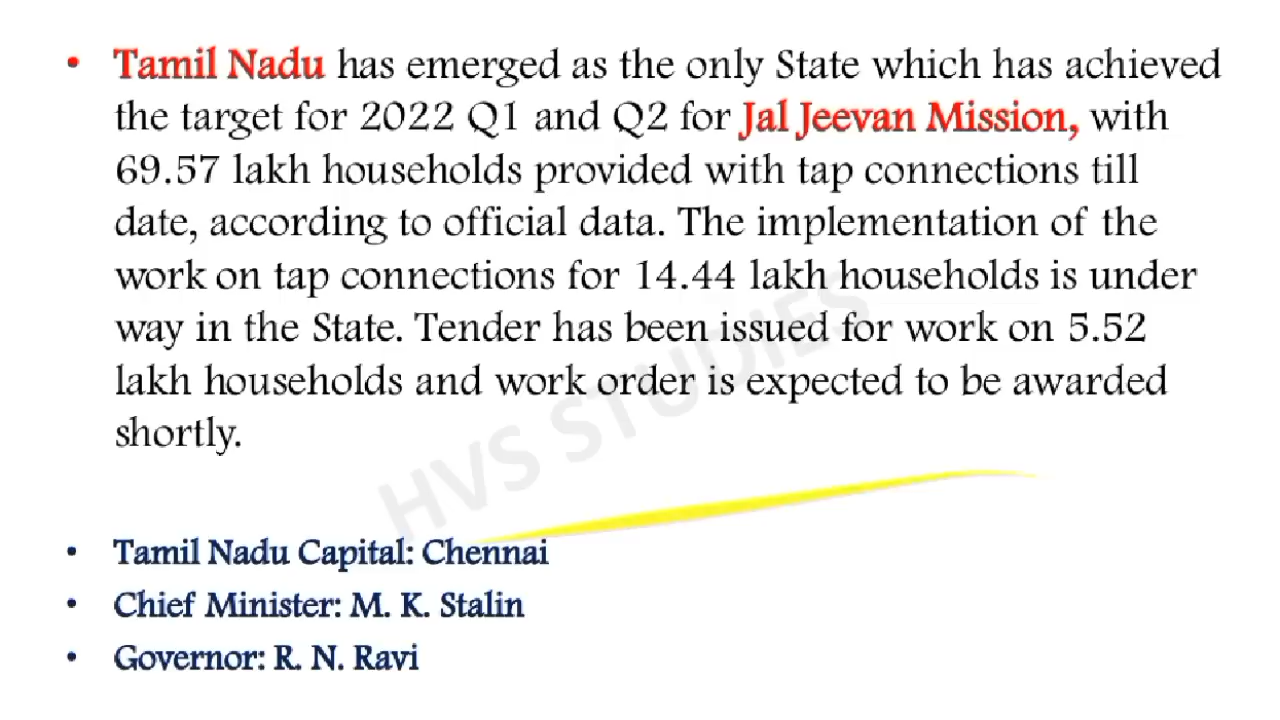 • Tamil Nadu has emerged as the only State which has achieved
the target for 2022 Q1 and Q2 for Jal Jeevan Mission, with
69.57 lakh households provided with tap connections till
date, according to official data. The implementation of the
work on tap connections for 14.44 lakh households is under
way in the State. Tender has been issued for work on 5.52
lakh households and work order is expected to be awarded
shortly.
HVS STUDIES
• Tamil Nadu Capital: Chennai
• Chief Minister: M. K. Stalin
• Governor: R. N. Ravi